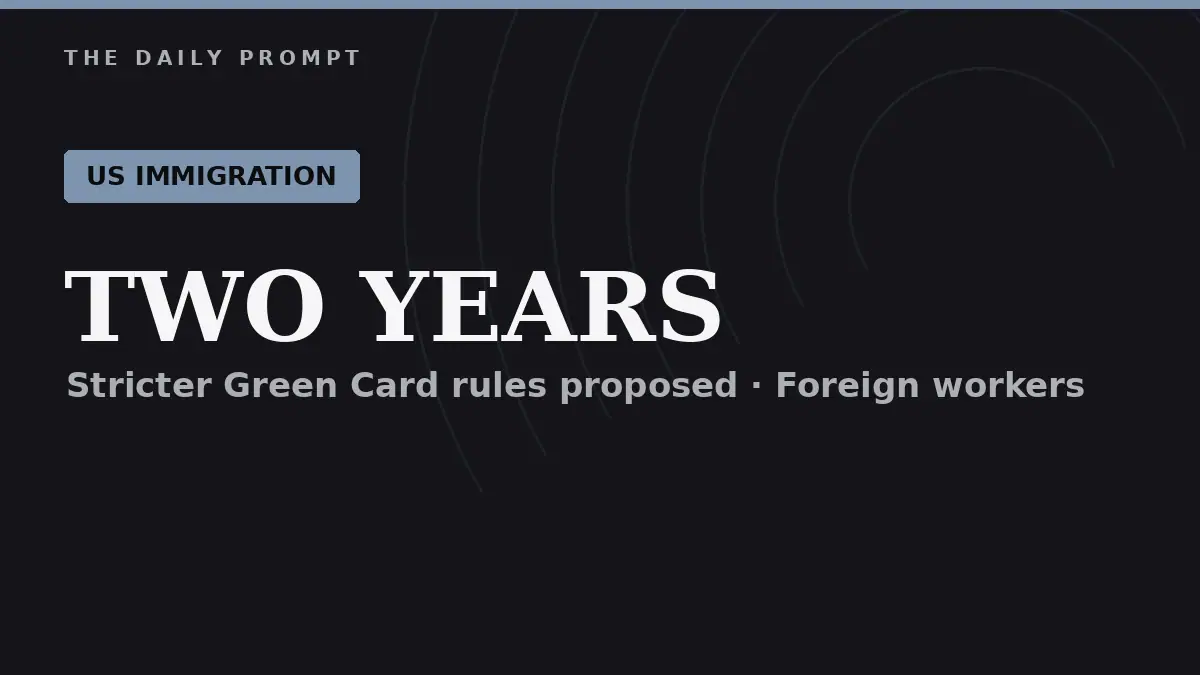 THE DAILY PROMPT
US IMMIGRATION
TWO YEARS
Stricter Green Card rules proposed · Foreign workers